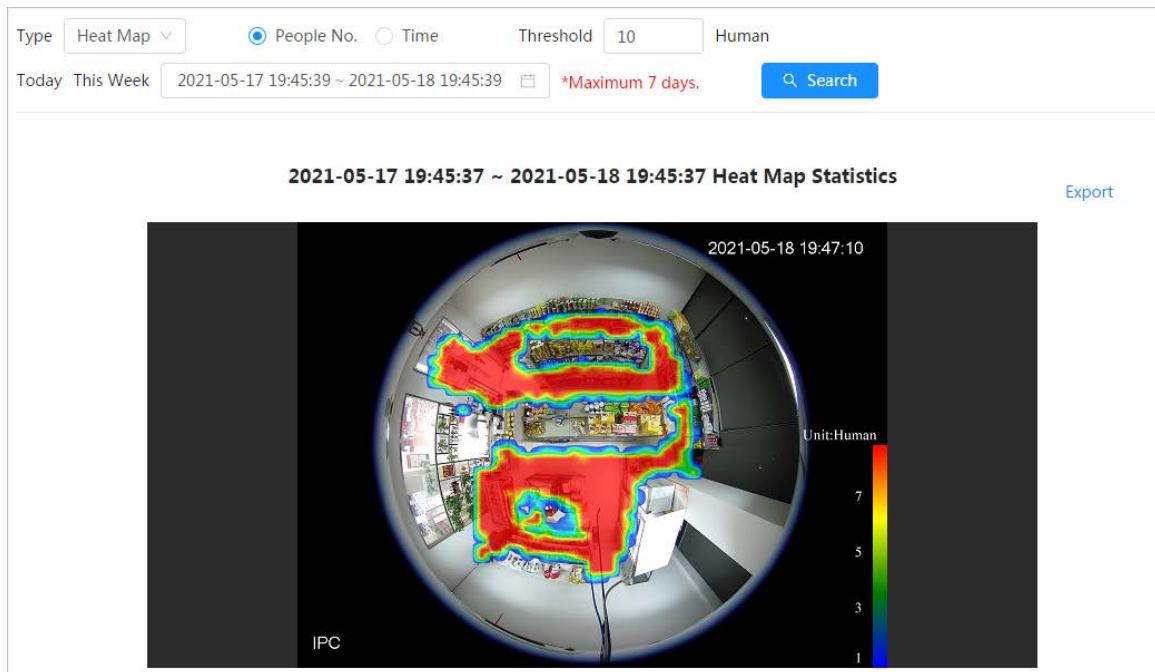 Type Heat Map People No. Time Threshold 10 Human
Today This Week 2021-05-17 19:45:39 ~ 2021-05-18 19:45:39 *Maximum 7 days. Search
2021-05-17 19:45:37 ~ 2021-05-18 19:45:37 Heat Map Statistics
Export
2021-05-18 19:47:10
Unit:Human
7
5
3
1
IPC